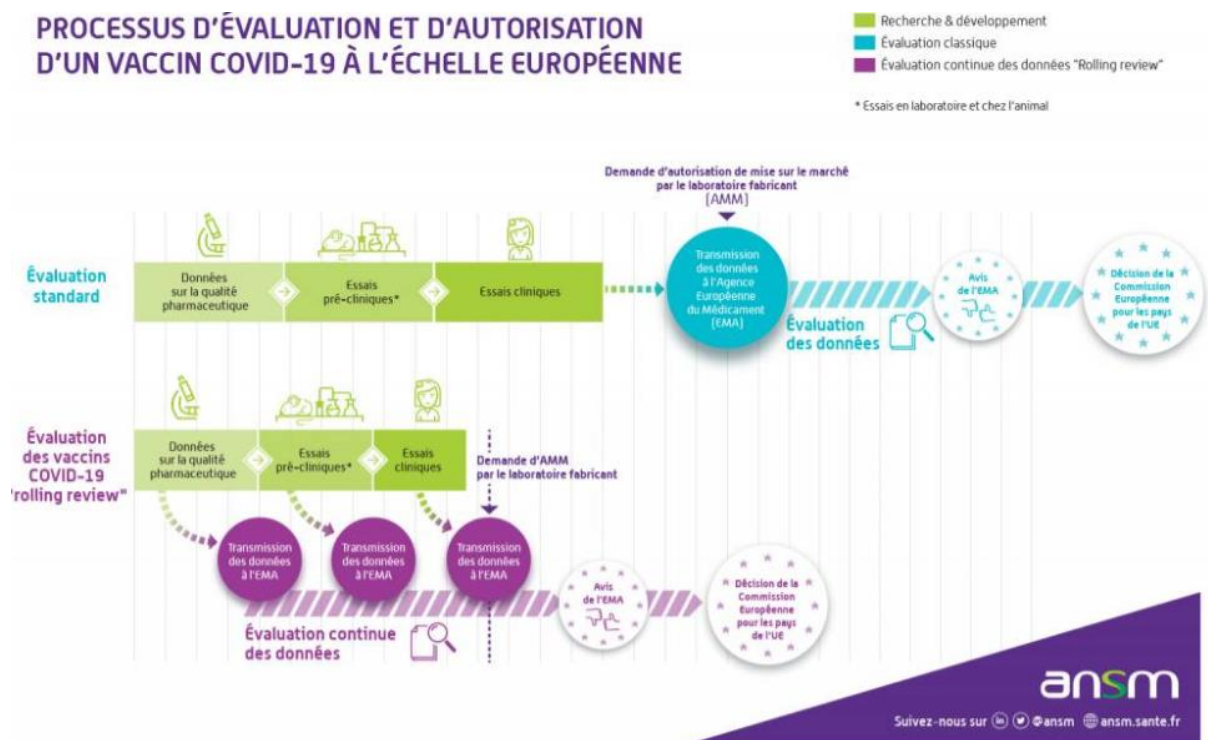 PROCESSUS D'ÉVALUATION ET D'AUTORISATION
D'UN VACCIN COVID-19 À L'ÉCHELLE EUROPÉENNE
Recherche & développement
Évaluation classique
Évaluation continue des données "Rolling review"
* Essais en laboratoire et chez l'animal
Demande d'autorisation de mise sur le marché
par le laboratoire fabricant
(AMM)
Évaluation
standard
Données
sur la qualité
pharmaceutique
Essais
pré-cliniques*
Essais cliniques
Transmission
des données
à l'Agence
Européenne
du Médicament
(EMA)
Évaluation
des données
Avis
de l'EMA
Décision de la
Commission
Européenne
pour les pays
de l'UE
Évaluation
des vaccins
COVID-19
"rolling review"
Données
sur la qualité
pharmaceutique
Essais
pré-cliniques*
Essais
cliniques
Demande d'AMM
par le laboratoire fabricant
Transmission
des données
à l'EMA
Transmission
des données
à l'EMA
Transmission
des données
à l'EMA
Évaluation continue
des données
Avis
de l'EMA
Décision de la
Commission
Européenne
pour les pays
de l'UE
ansm
Suivez-nous sur in @ansm ansm.sante.fr